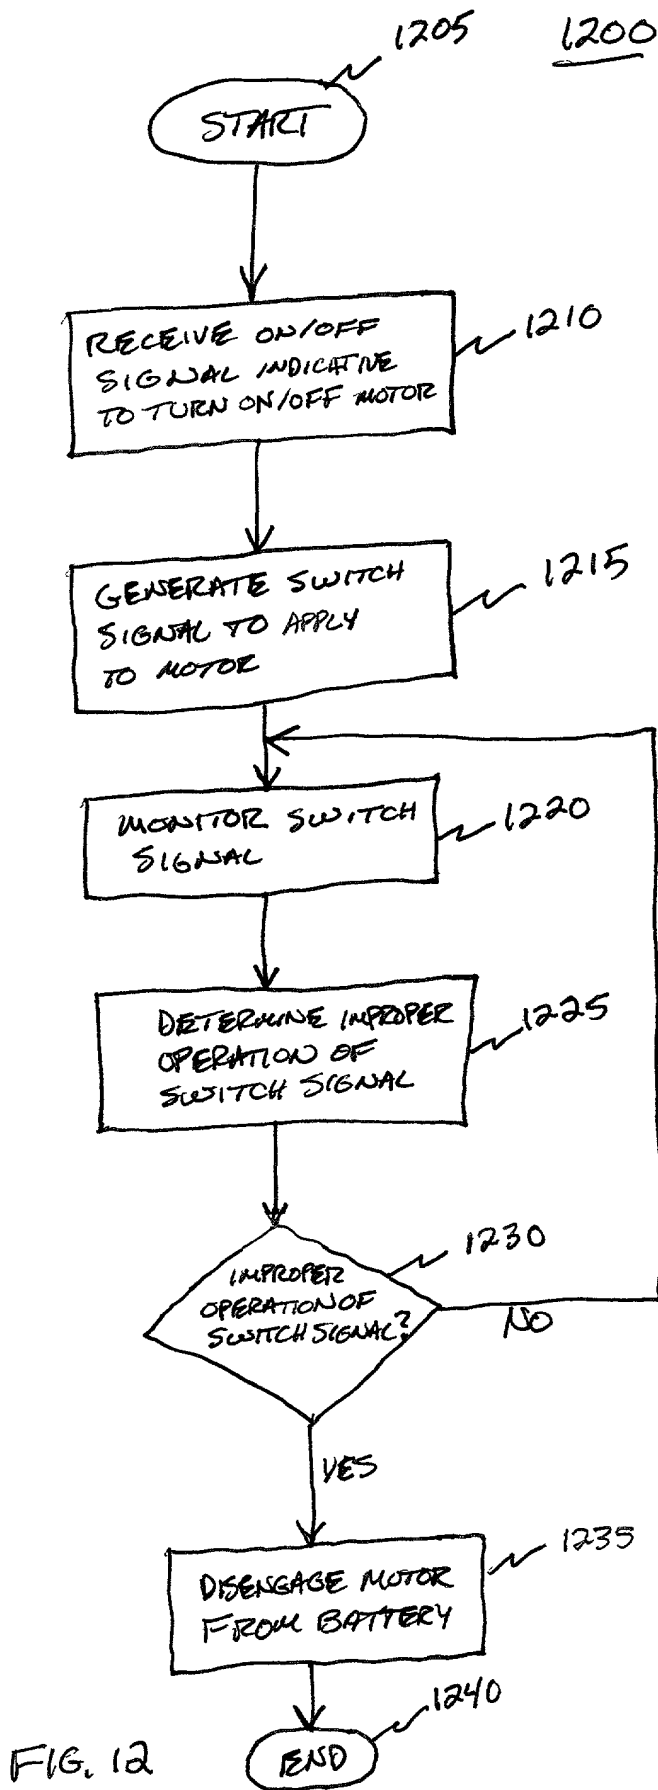 1205
1200
START
1210
RECEIVE ON/OFF
SIGNAL INDICATIVE
TO TURN ON/OFF MOTOR
1215
GENERATE SWITCH
SIGNAL TO APPLY
TO MOTOR
1220
MONITOR SWITCH
SIGNAL
1225
DETERMINE IMPROPER
OPERATION OF
SWITCH SIGNAL
1230
IMPROPER
OPERATION OF
SWITCH SIGNAL?
NO
YES
1235
DISENGAGE MOTOR
FROM BATTERY
1240
END
FIG. 12